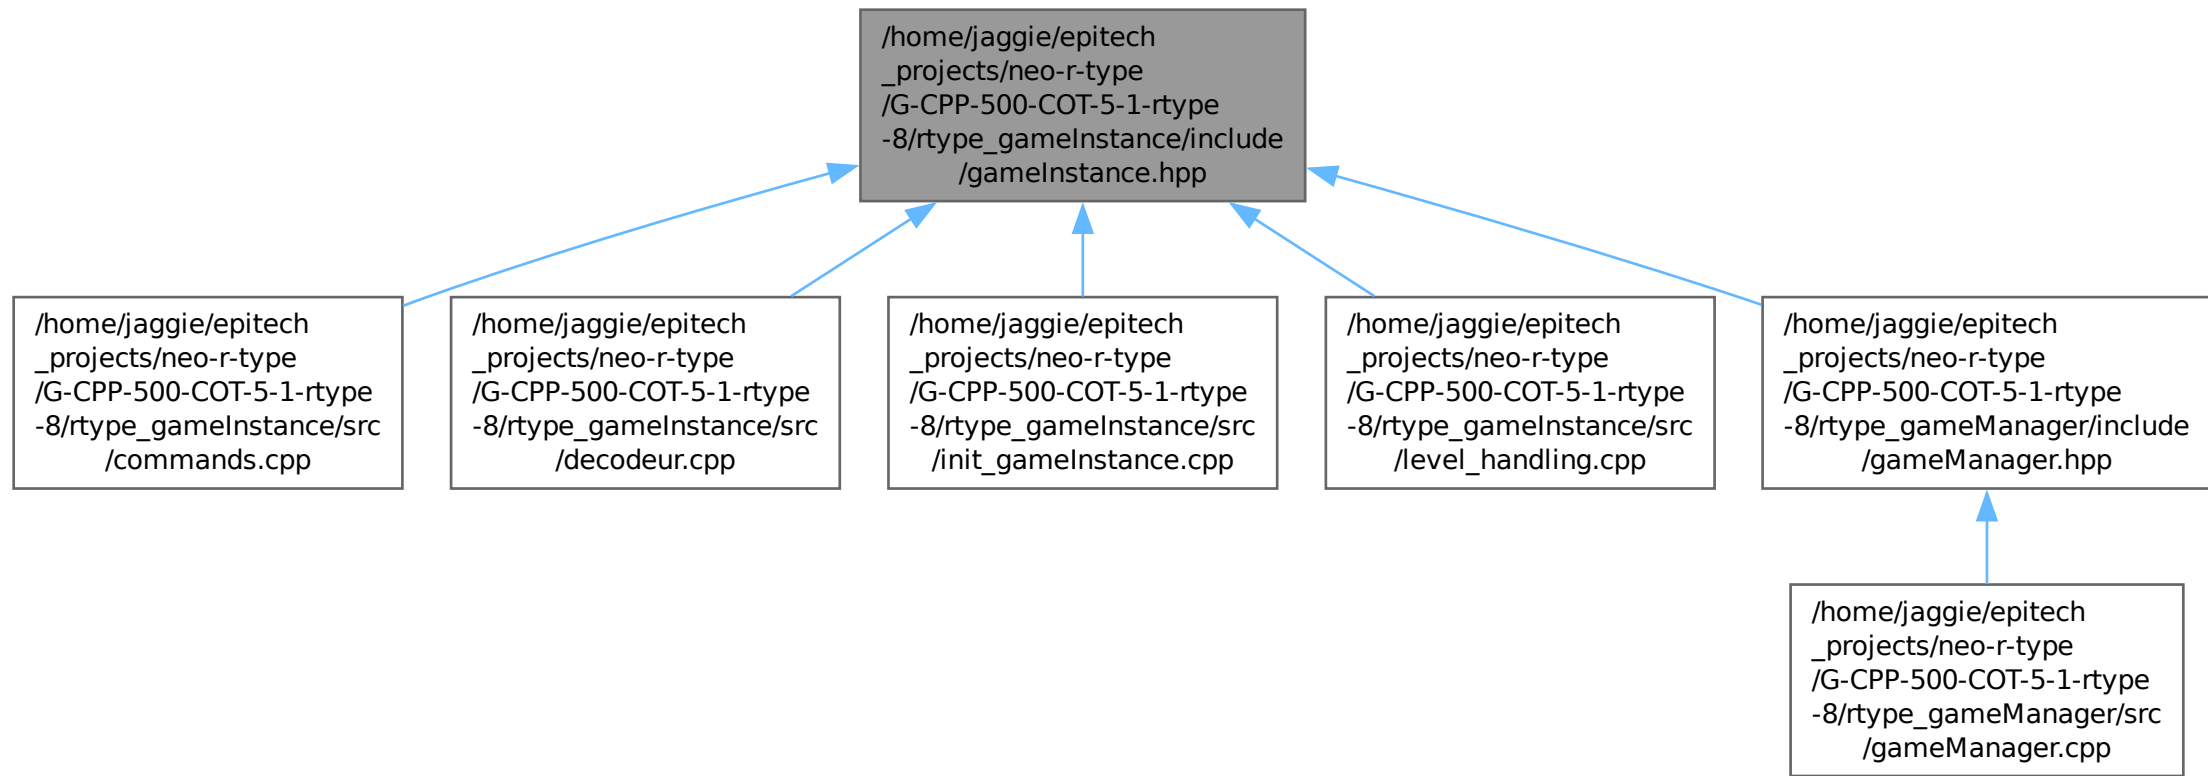 /home/jaggie/epitech
_projects/neo-r-type
/G-CPP-500-COT-5-1-rtype
-8/rtype_gameInstance/include
/gameInstance.hpp
/home/jaggie/epitech
_projects/neo-r-type
/G-CPP-500-COT-5-1-rtype
-8/rtype_gameInstance/src
/commands.cpp
/home/jaggie/epitech
_projects/neo-r-type
/G-CPP-500-COT-5-1-rtype
-8/rtype_gameInstance/src
/decodeur.cpp
/home/jaggie/epitech
_projects/neo-r-type
/G-CPP-500-COT-5-1-rtype
-8/rtype_gameInstance/src
/init_gameInstance.cpp
/home/jaggie/epitech
_projects/neo-r-type
/G-CPP-500-COT-5-1-rtype
-8/rtype_gameInstance/src
/level_handling.cpp
/home/jaggie/epitech
_projects/neo-r-type
/G-CPP-500-COT-5-1-rtype
-8/rtype_gameManager/include
/gameManager.hpp
/home/jaggie/epitech
_projects/neo-r-type
/G-CPP-500-COT-5-1-rtype
-8/rtype_gameManager/src
/gameManager.cpp